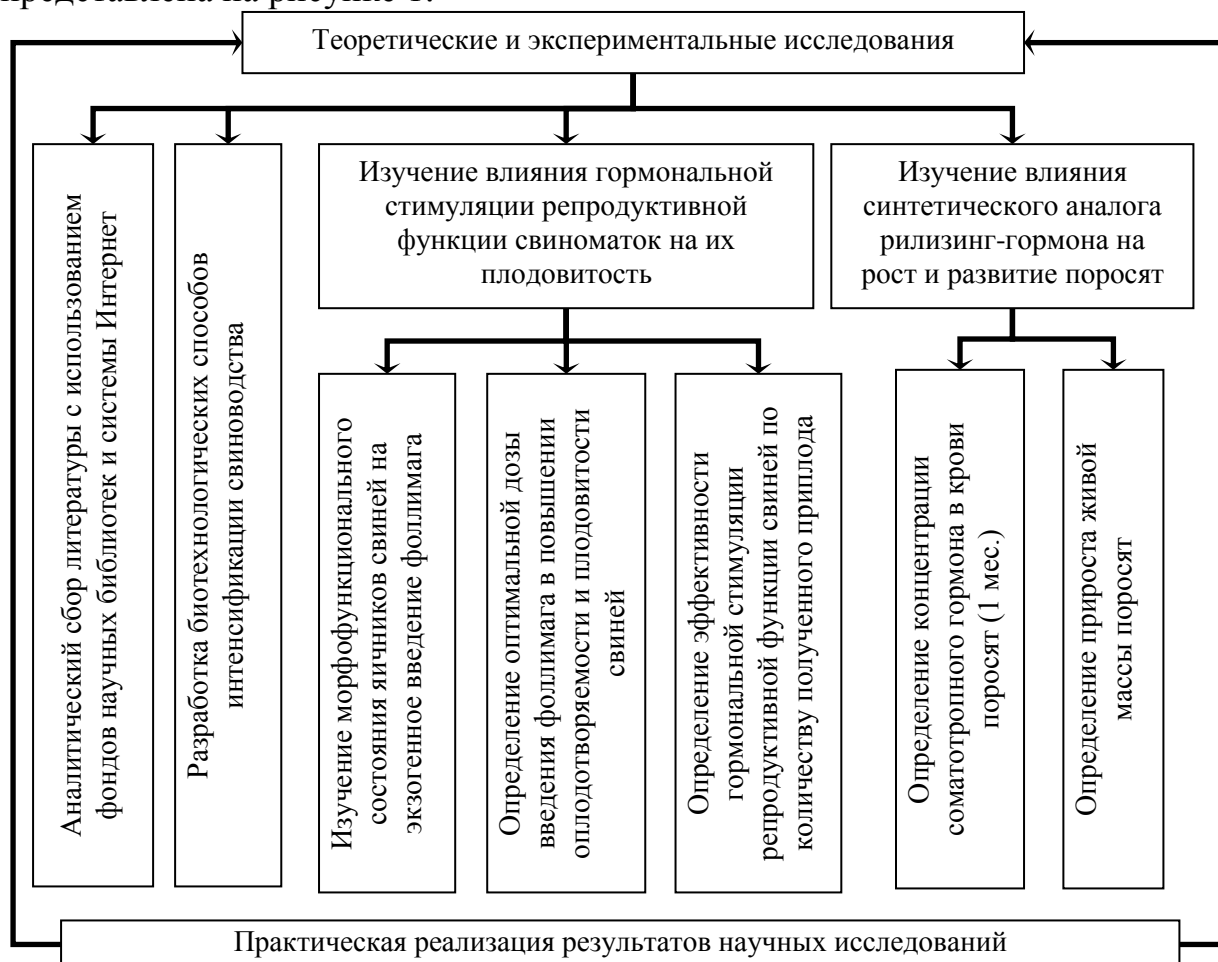 представлена на рисунке 1.
Теоретические и экспериментальные исследования
Аналитический сбор литературы с использованием
фондов научных библиотек и системы Интернет
Разработка биотехнологических способов
интенсификации свиноводства
Изучение влияния гормональной
стимуляции репродуктивной
функции свиноматок на их
плодовитость
Изучение влияния
синтетического аналога
рилизинг-гормона на
рост и развитие поросят
Изучение морфофункционального
состояния яичников свиней на
экзогенное введение фоллимага
Определение оптимальной дозы
введения фоллимага в повышении
оплодотворяемости и плодовитости
свиней
Определение эффективности
гормональной стимуляции
репродуктивной функции свиней по
количеству полученного приплода
Определение концентрации
соматотропного гормона в крови
поросят (1 мес.)
Определение прироста живой
массы поросят
Практическая реализация результатов научных исследований